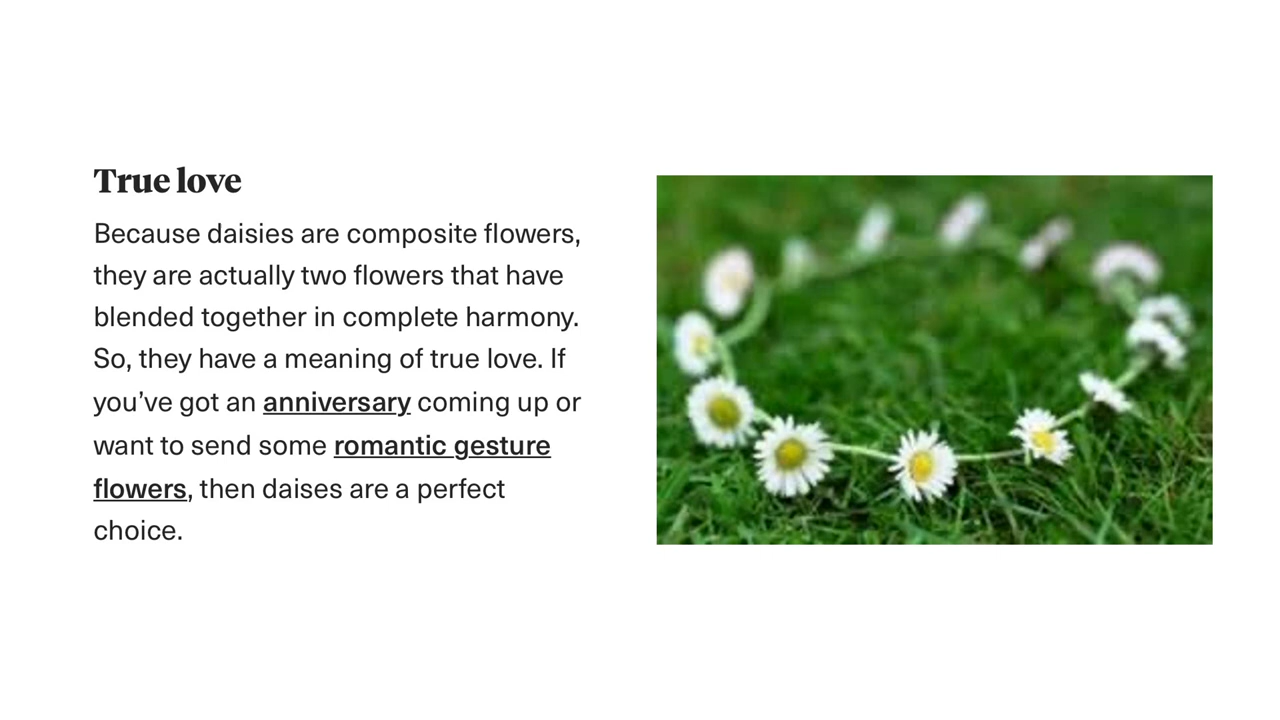 True love
Because daisies are composite flowers,
they are actually two flowers that have
blended together in complete harmony.
So, they have a meaning of true love. If
you’ve got an anniversary coming up or
want to send some romantic gesture
flowers, then daises are a perfect
choice.